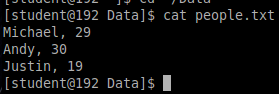 [student@192 Data]$ cat people.txt
Michael, 29
Andy, 30
Justin, 19
[student@192 Data]$